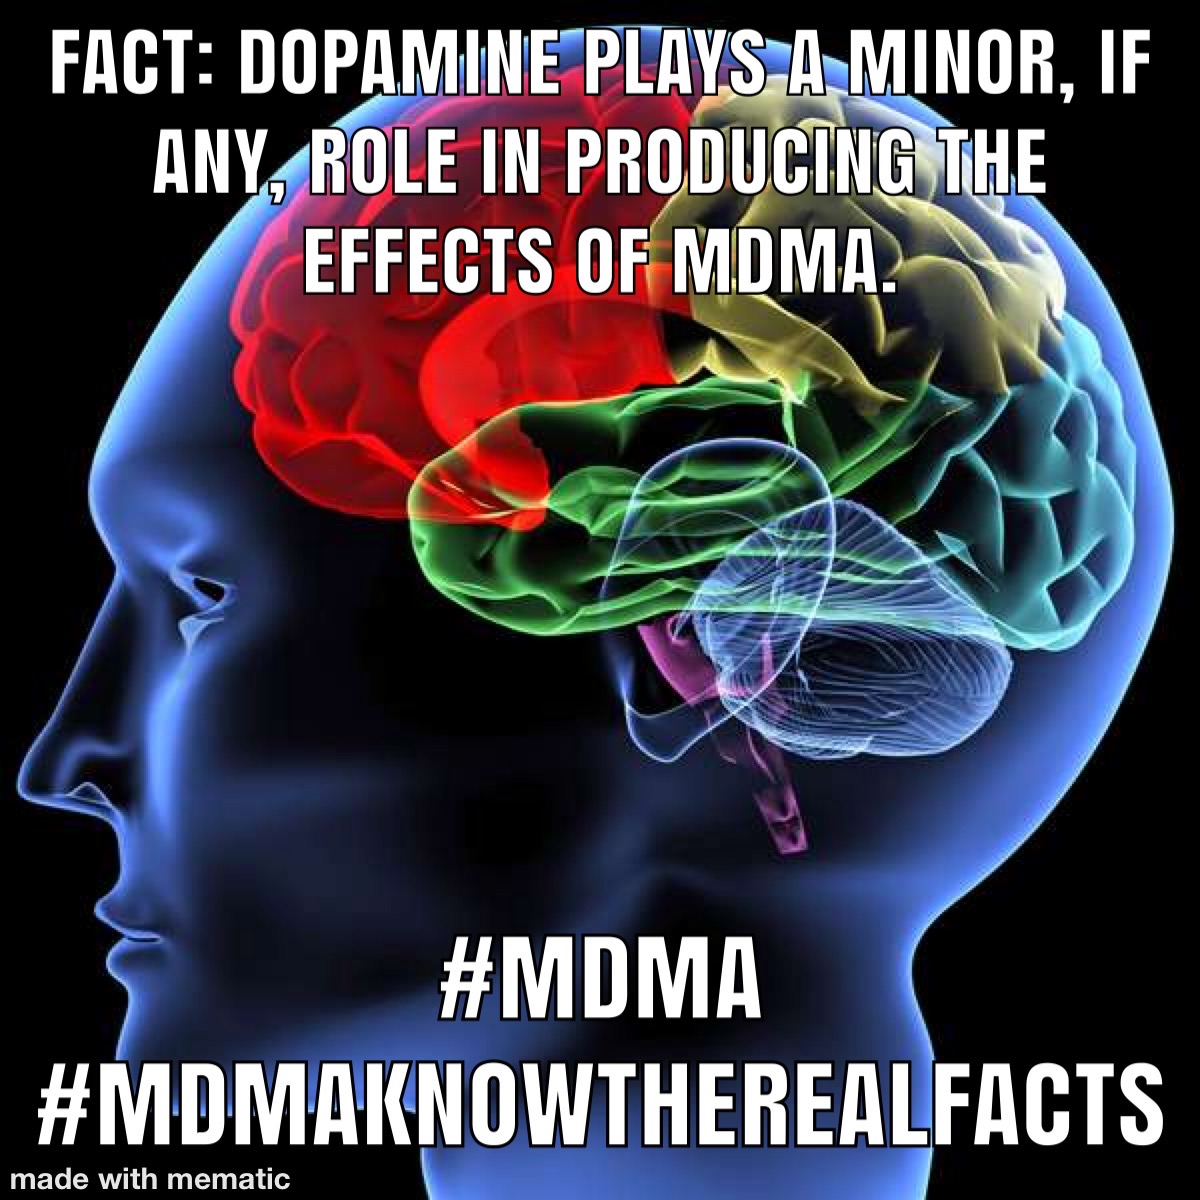 FACT: DOPAMINE PLAYS A MINOR, IF
ANY, ROLE IN PRODUCING THE
EFFECTS OF MDMA.
#MDMA
#MDMAKNOWTHEREALFACTS
made with mematic